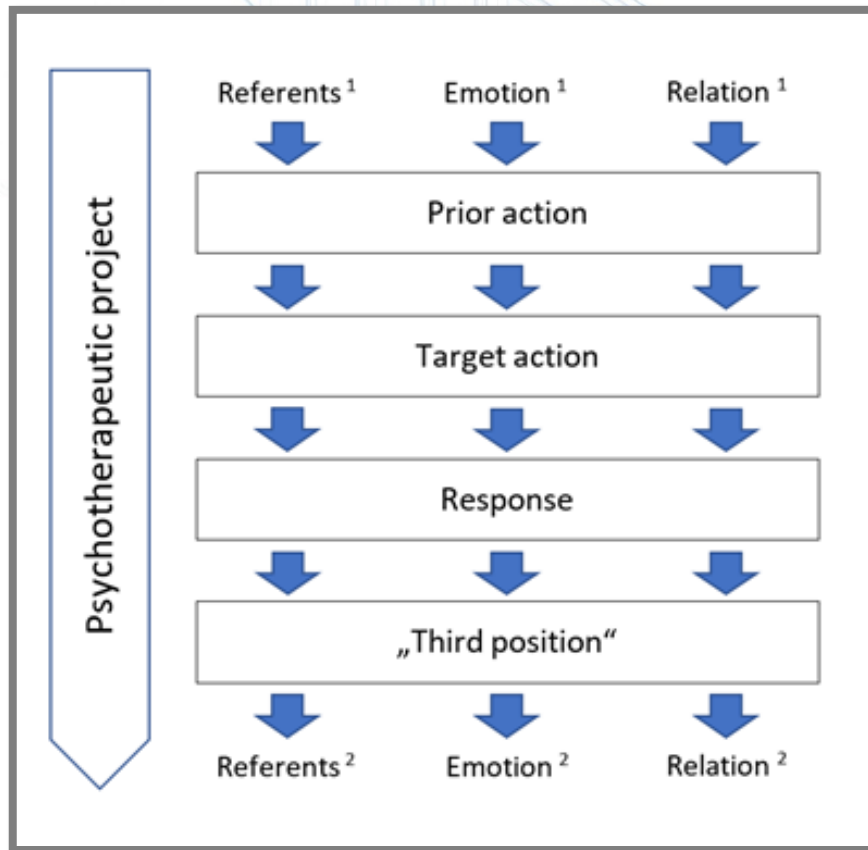 Psychotherapeutic project
Referents ¹ Emotion ¹ Relation ¹
Prior action
Target action
Response
„Third position“
Referents ² Emotion ² Relation ²